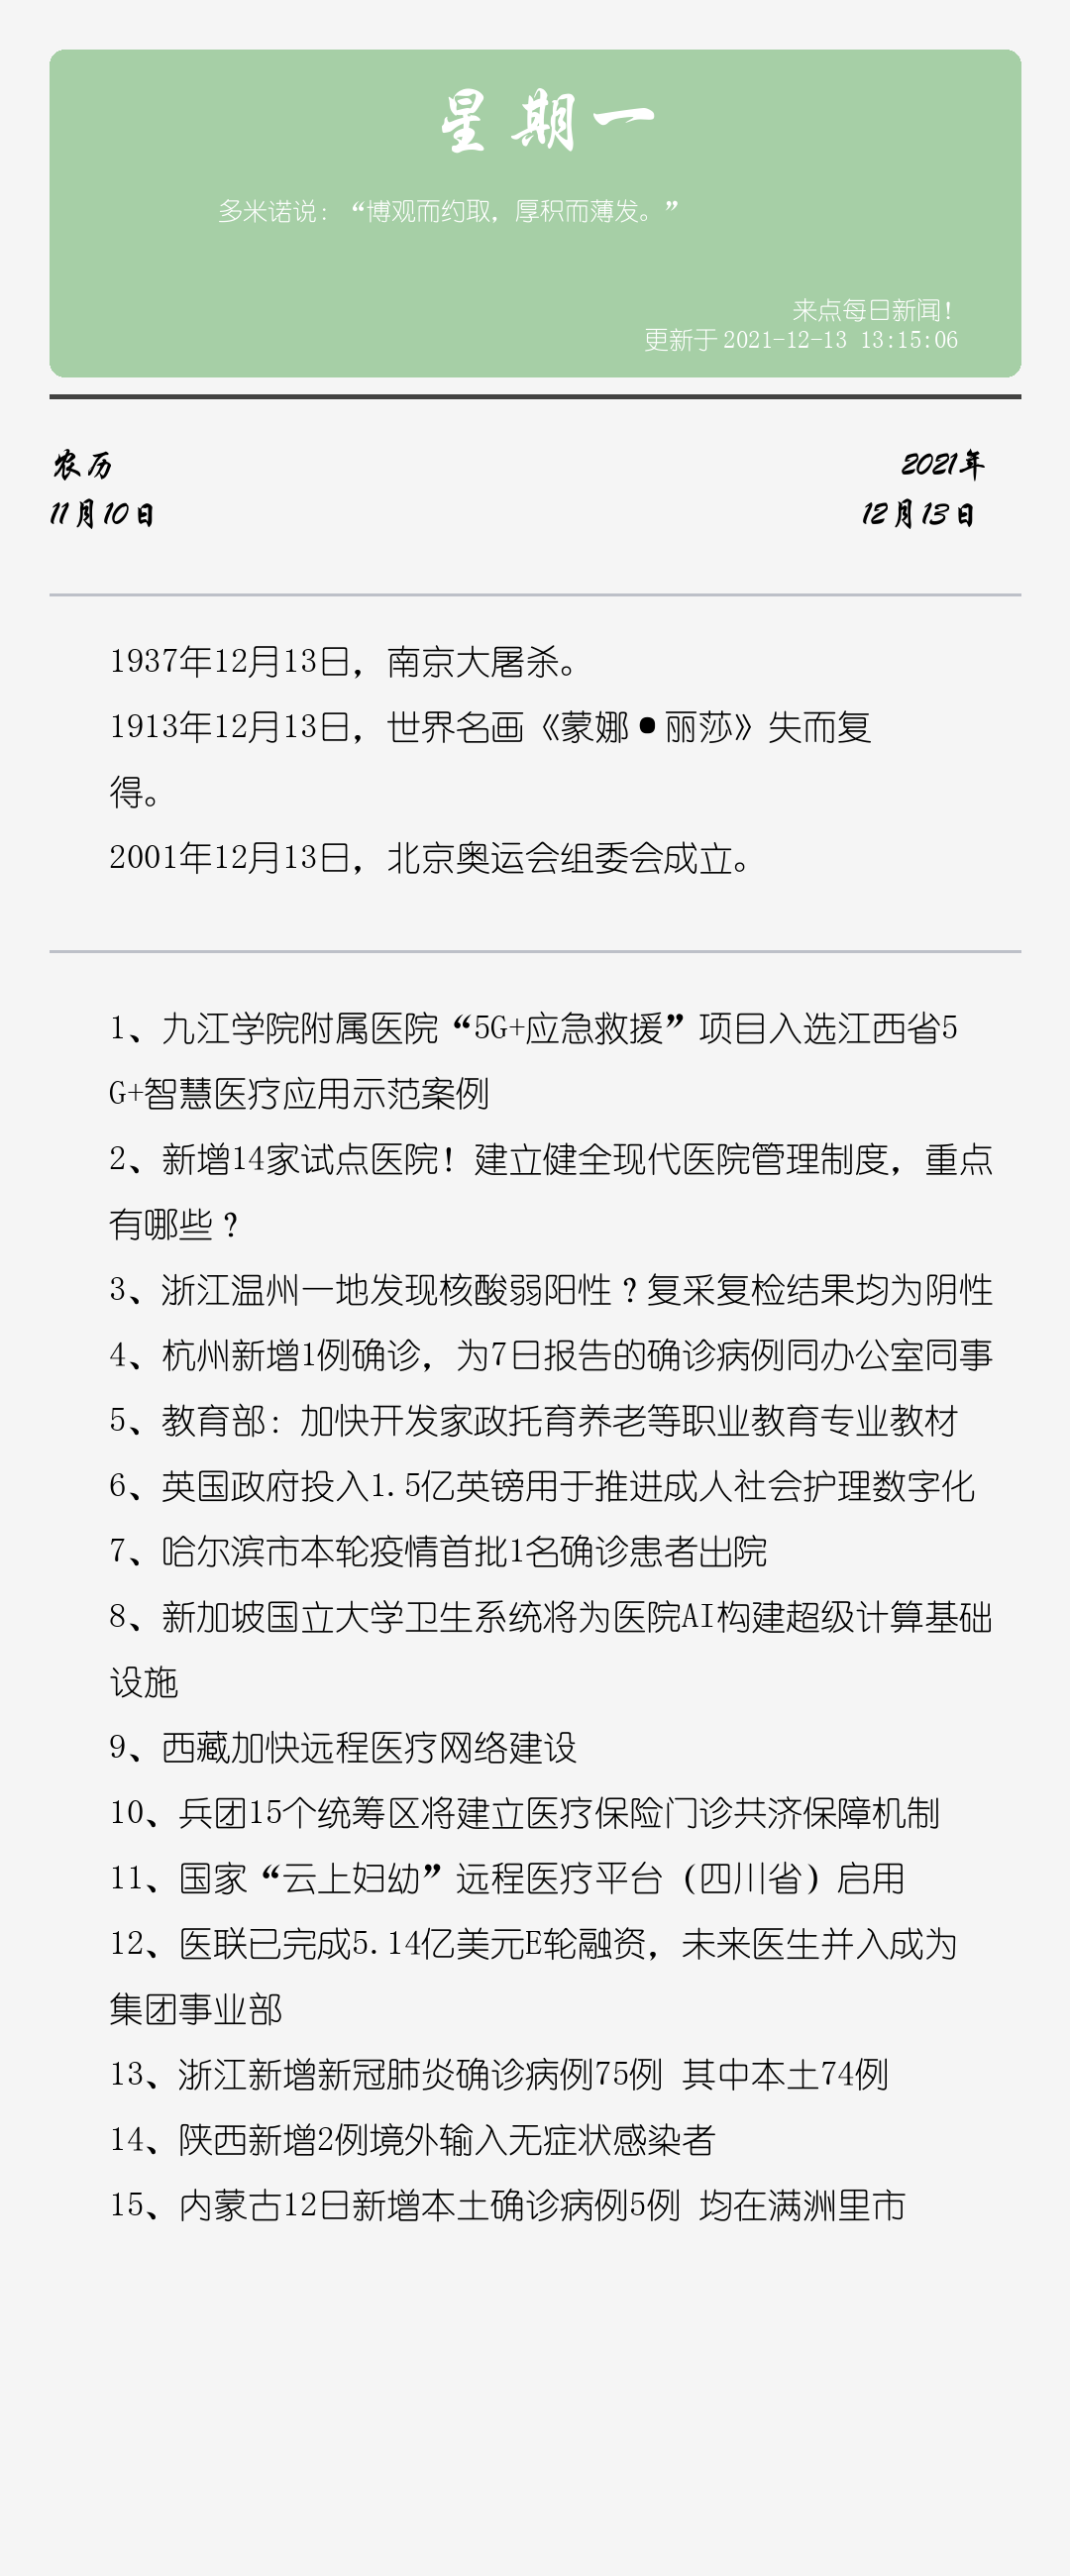 星期一
多米诺说：“博观而约取，厚积而薄发。”
来点每日新闻！
更新于2021-12-13 13:15:06
农历
2021年
11月10日
12月13日
1937年12月13日，南京大屠杀。
1913年12月13日，世界名画《蒙娜•丽莎》失而复
得。
2001年12月13日，北京奥运会组委会成立。
1、九江学院附属医院“5G+应急救援”项目入选江西省5
G+智慧医疗应用示范案例
2、新增14家试点医院！建立健全现代医院管理制度，重点
有哪些？
3、浙江温州一地发现核酸弱阳性？复采复检结果均为阴性
4、杭州新增1例确诊，为7日报告的确诊病例同办公室同事
5、教育部：加快开发家政托育养老等职业教育专业教材
6、英国政府投入1.5亿英镑用于推进成人社会护理数字化
7、哈尔滨市本轮疫情首批1名确诊患者出院
8、新加坡国立大学卫生系统将为医院AI构建超级计算基础
设施
9、西藏加快远程医疗网络建设
10、兵团15个统筹区将建立医疗保险门诊共济保障机制
11、国家“云上妇幼”远程医疗平台（四川省）启用
12、医联已完成5.14亿美元E轮融资，未来医生并入成为
集团事业部
13、浙江新增新冠肺炎确诊病例75例 其中本土74例
14、陕西新增2例境外输入无症状感染者
15、内蒙古12日新增本土确诊病例5例 均在满洲里市